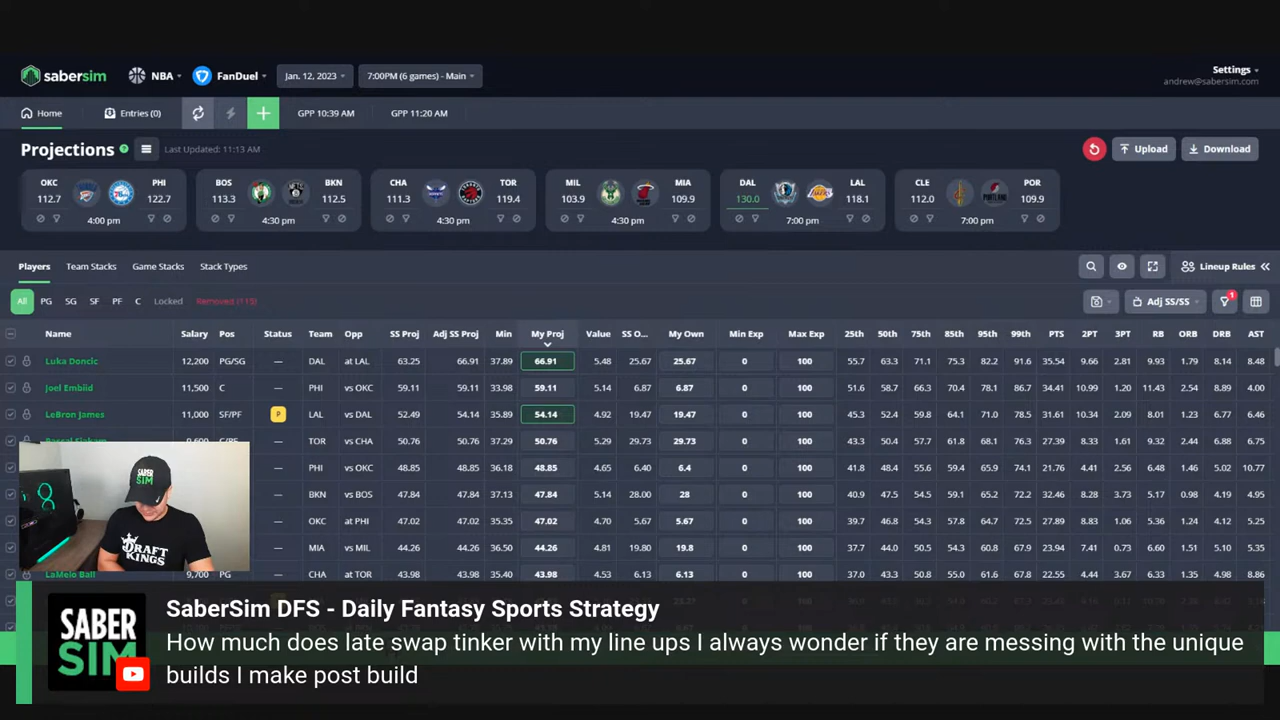 sabersim NBA FanDuel Jan. 12, 2023 7:00PM (6 games) - Main Settings
andrew@sabersim.com
Home Entries (0) + GPP 10:39 AM GPP 11:20 AM
Projections Last Updated: 11:13 AM Upload Download
OKC PHI BOS BKN CHA TOR MIL MIA DAL LAL CLE POR
112.7 122.7 113.3 112.5 111.3 119.4 103.9 109.9 130.0 118.1 112.0 109.9
4:00 pm 4:30 pm 4:30 pm 4:30 pm 7:00 pm 7:00 pm
Players Team Stacks Game Stacks Stack Types Lineup Rules
All PG SG SF PF C Locked Removed (115) Adj SS/SS 1
Name Salary Pos Status Team Opp SS Proj Adj SS Proj Min My Proj Value SS O... My Own Min Exp Max Exp 25th 50th 75th 85th 95th 99th PTS 2PT 3PT RB ORB DRB AST
Luka Doncic 12,200 PG/SG — DAL at LAL 63.25 66.91 37.89 66.91 5.48 25.67 25.67 0 100 55.7 63.3 71.1 75.3 82.2 91.6 35.54 9.66 2.81 9.93 1.79 8.14 8.48
Joel Embiid 11,500 C — PHI vs OKC 59.11 59.11 33.98 59.11 5.14 6.87 6.87 0 100 51.6 58.7 66.3 70.4 78.1 86.7 34.41 10.99 1.20 11.43 2.54 8.89 4.00
LeBron James 11,000 SF/PF P LAL vs DAL 52.49 54.14 35.89 54.14 4.92 19.47 19.47 0 100 45.3 52.4 59.8 64.1 71.0 78.5 31.61 10.34 2.09 8.01 1.23 6.77 6.46
— TOR vs CHA 50.76 50.76 37.29 50.76 5.29 29.73 29.73 0 100 43.3 50.4 57.7 61.8 68.1 76.3 27.39 8.33 1.61 9.32 2.44 6.88 6.75
— PHI vs OKC 48.85 48.85 36.18 48.85 4.65 6.40 6.4 0 100 41.8 48.4 55.6 59.4 65.9 74.1 21.76 4.41 2.56 6.48 1.46 5.02 10.77
— BKN vs BOS 47.84 47.84 37.13 47.84 5.14 28.00 28 0 100 40.9 47.5 54.5 59.1 65.2 72.2 32.46 8.28 3.73 5.17 0.98 4.19 4.95
— OKC at PHI 47.02 47.02 35.35 47.02 4.70 5.67 5.67 0 100 39.7 46.8 54.3 57.8 64.7 72.5 27.89 8.83 1.06 5.36 1.24 4.12 5.25
— MIA vs MIL 44.26 44.26 36.50 44.26 4.81 19.80 19.8 0 100 37.7 44.0 50.9 54.8 60.8 67.9 23.94 7.41 0.73 6.60 1.51 5.10 5.35
LaMelo Ball 9,700 PG — CHA at TOR 43.98 43.98 35.40 43.98 4.53 6.13 6.13 0 100 37.0 43.8 50.8 55.0 61.6 67.8 22.55 4.44 3.67 6.33 1.35 4.98 8.86
SABER SIM
DRAFT KINGS
SABER SIM
SaberSim DFS - Daily Fantasy Sports Strategy
How much does late swap tinker with my line ups I always wonder if they are messing with the unique
builds I make post build